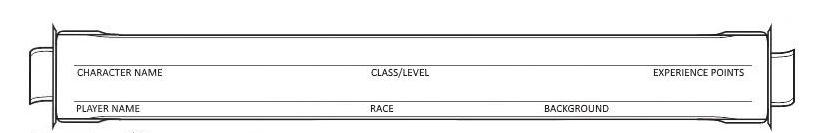 CHARACTER NAME CLASS/LEVEL EXPERIENCE POINTS
PLAYER NAME RACE BACKGROUND